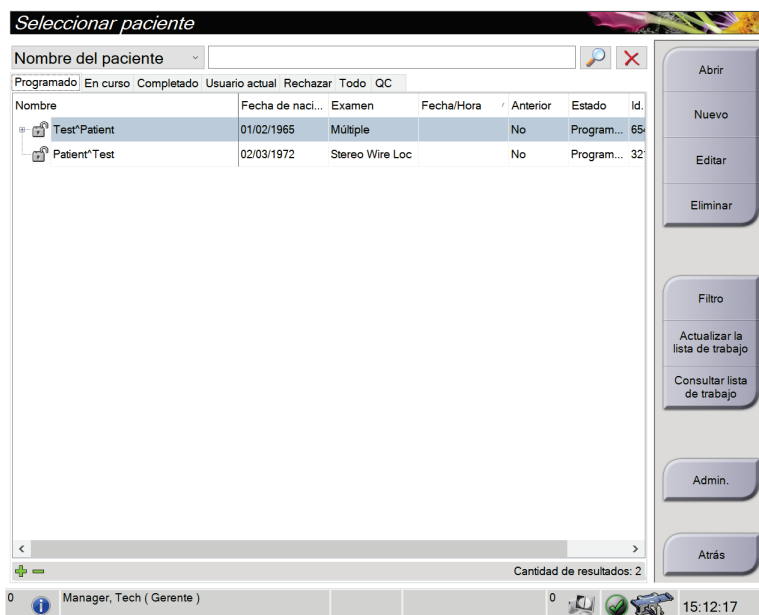 Seleccionar paciente
Nombre del paciente
Programado En curso Completado Usuario actual Rechazar Todo QC
Nombre Fecha de naci... Examen Fecha/Hora Anterior Estado Id.
Test^Patient 01/02/1965 Múltiple No Program... 654
Patient^Test 02/03/1972 Stereo Wire Loc No Program... 321
Cantidad de resultados: 2
Abrir
Nuevo
Editar
Eliminar
Filtro
Actualizar la
lista de trabajo
Consultar lista
de trabajo
Admin.
Atrás
0 Manager, Tech ( Gerente ) 0 15:12:17